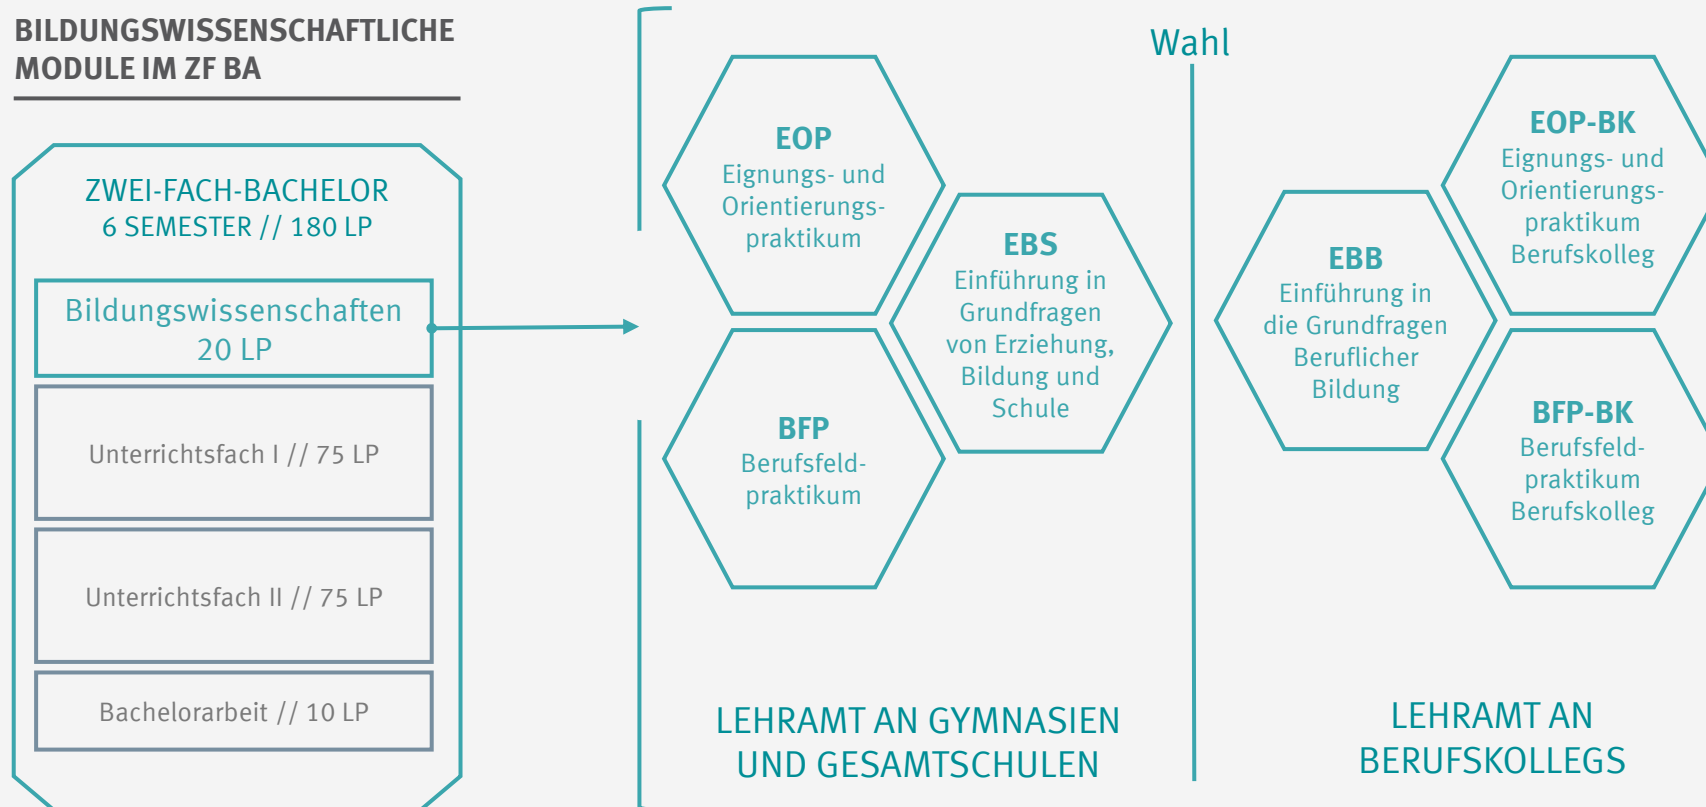 BILDUNGSWISSENSCHAFTLICHE
MODULE IM ZF BA
ZWEI-FACH-BACHELOR
6 SEMESTER // 180 LP
Bildungswissenschaften
20 LP
Unterrichtsfach I // 75 LP
Unterrichtsfach II // 75 LP
Bachelorarbeit // 10 LP
Wahl
EOP
Eignungs- und
Orientierungs-
praktikum
EBS
Einführung in
Grundfragen
von Erziehung,
Bildung und
Schule
BFP
Berufsfeld-
praktikum
LEHRAMT AN GYMNASIEN
UND GESAMTSCHULEN
EBB
Einführung in
die Grundfragen
Beruflicher
Bildung
EOP-BK
Eignungs- und
Orientierungs-
praktikum
Berufskolleg
BFP-BK
Berufsfeld-
praktikum
Berufskolleg
LEHRAMT AN
BERUFSKOLLEGS